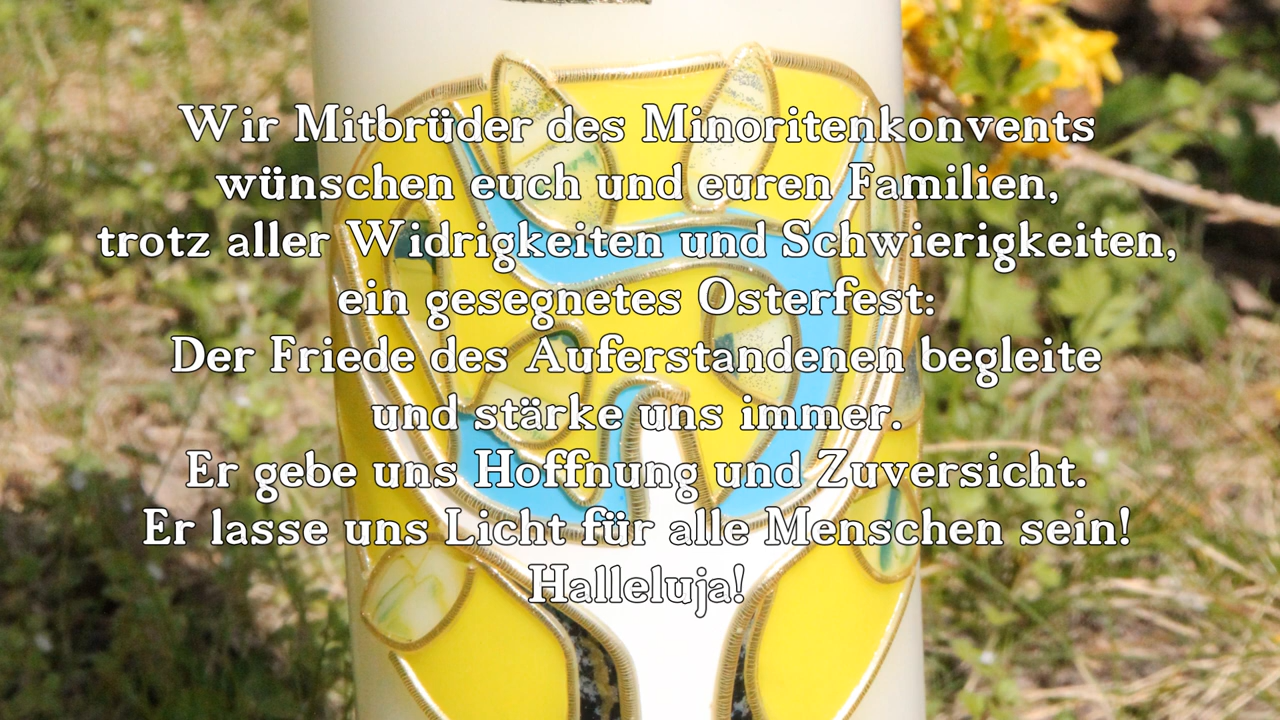 Wir Mitbrüder des Minoritenkonvents
wünschen euch und euren Familien,
trotz aller Widrigkeiten und Schwierigkeiten,
ein gesegnetes Osterfest:
Der Friede des Auferstandenen begleite
und stärke uns immer.
Er gebe uns Hoffnung und Zuversicht.
Er lasse uns Licht für alle Menschen sein!
Halleluja!